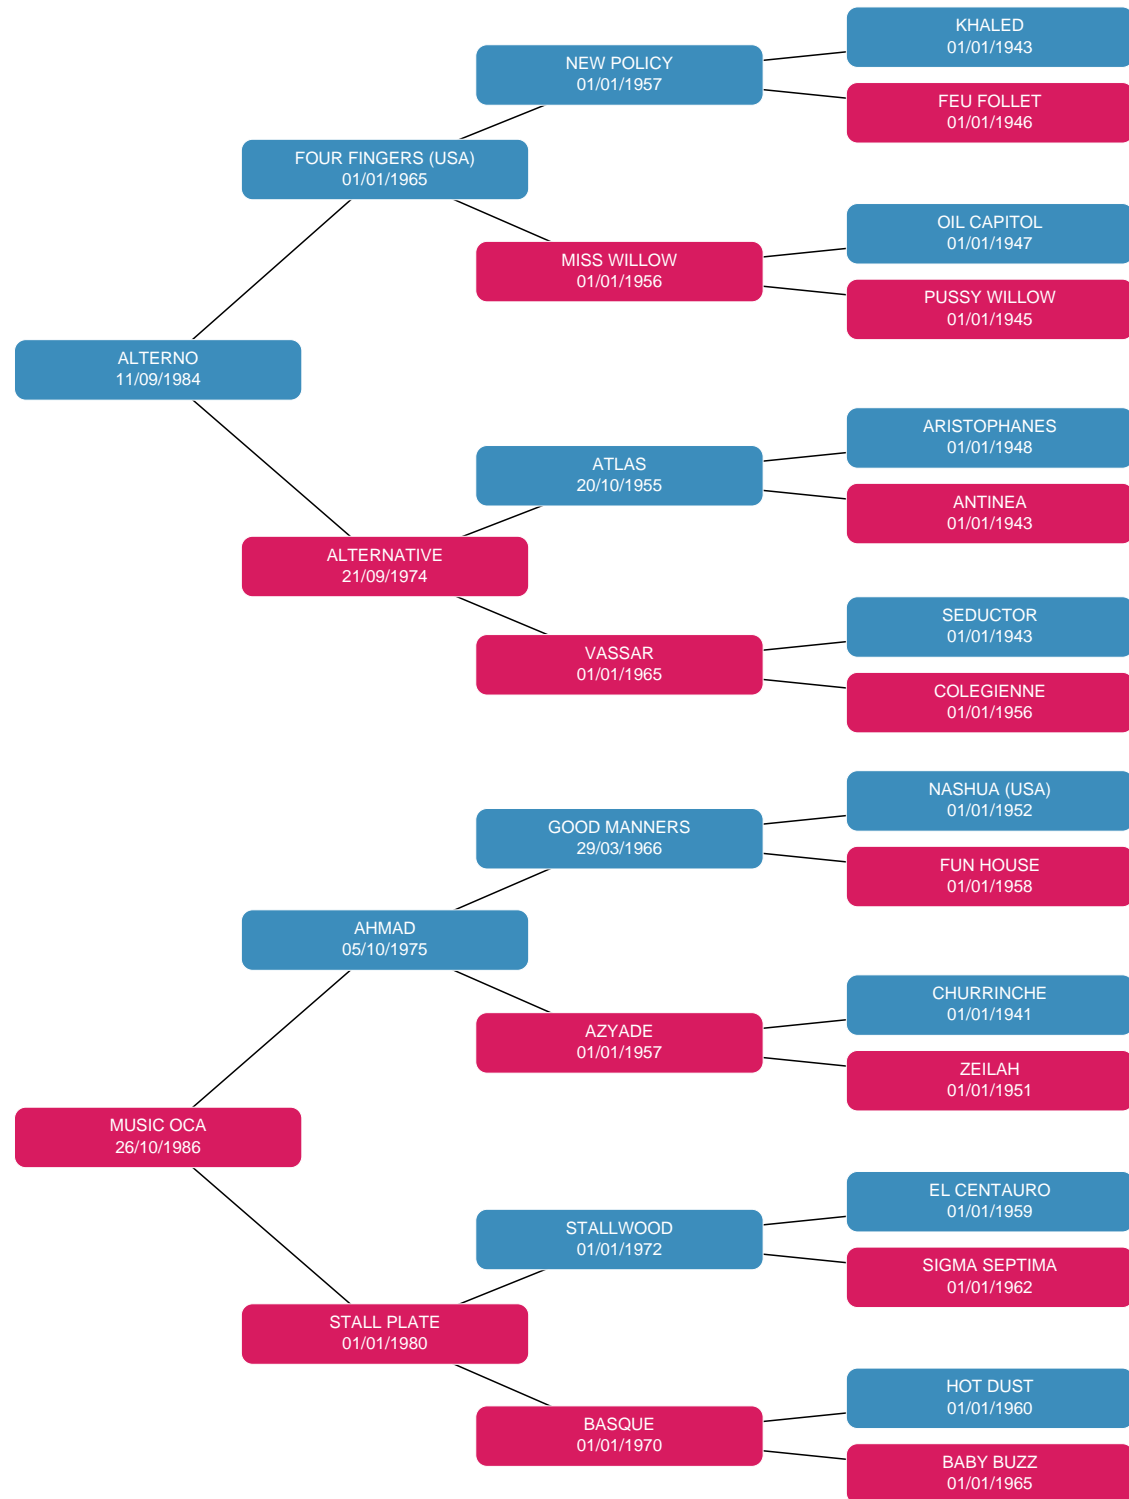 KHALED
01/01/1943
NEW POLICY
01/01/1957
FEU FOLLET
01/01/1946
FOUR FINGERS (USA)
01/01/1965
OIL CAPITOL
01/01/1947
MISS WILLOW
01/01/1956
PUSSY WILLOW
01/01/1945
ALTERNO
11/09/1984
ARISTOPHANES
01/01/1948
ATLAS
20/10/1955
ANTINEA
01/01/1943
ALTERNATIVE
21/09/1974
SEDUCTOR
01/01/1943
VASSAR
01/01/1965
COLEGIENNE
01/01/1956
NASHUA (USA)
01/01/1952
GOOD MANNERS
29/03/1966
FUN HOUSE
01/01/1958
AHMAD
05/10/1975
CHURRINCHE
01/01/1941
AZYADE
01/01/1957
ZEILAH
01/01/1951
MUSIC OCA
26/10/1986
EL CENTAURO
01/01/1959
STALLWOOD
01/01/1972
SIGMA SEPTIMA
01/01/1962
STALL PLATE
01/01/1980
HOT DUST
01/01/1960
BASQUE
01/01/1970
BABY BUZZ
01/01/1965